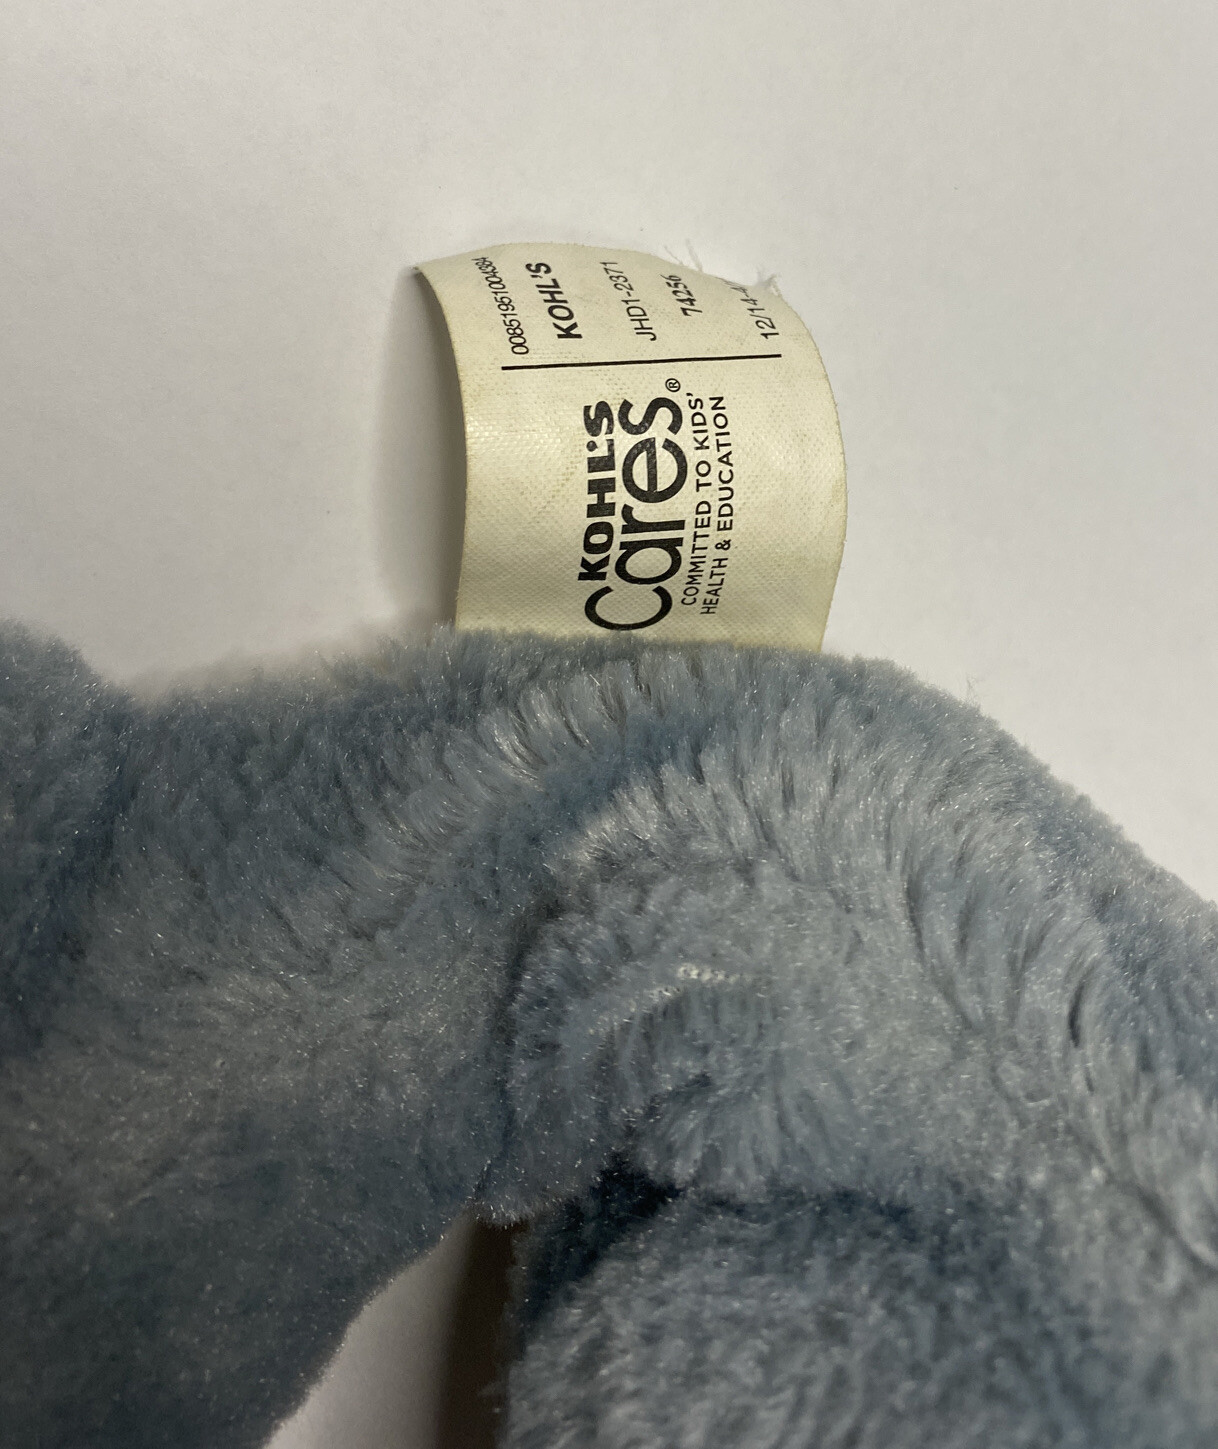 00851951004384
KOHL'S
JHD1-2371
74256
KOHL'S
Cares®
COMMITTED TO KIDS'
HEALTH & EDUCATION